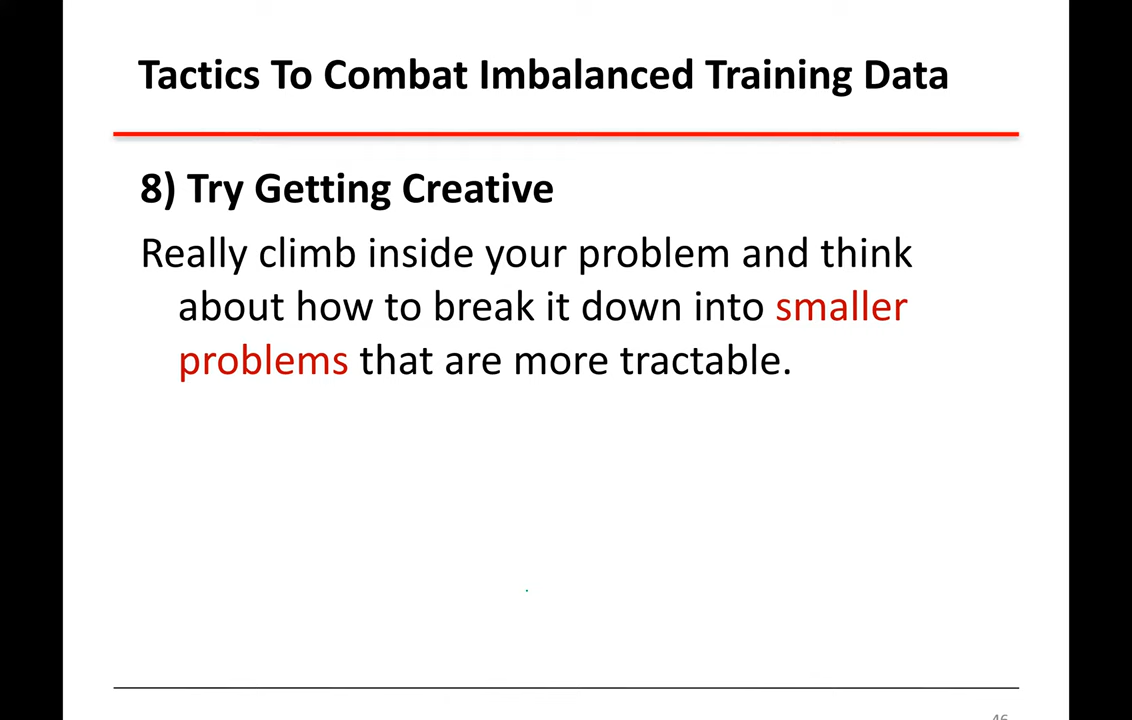 Tactics To Combat Imbalanced Training Data
8) Try Getting Creative
Really climb inside your problem and think
about how to break it down into smaller
problems that are more tractable.
46